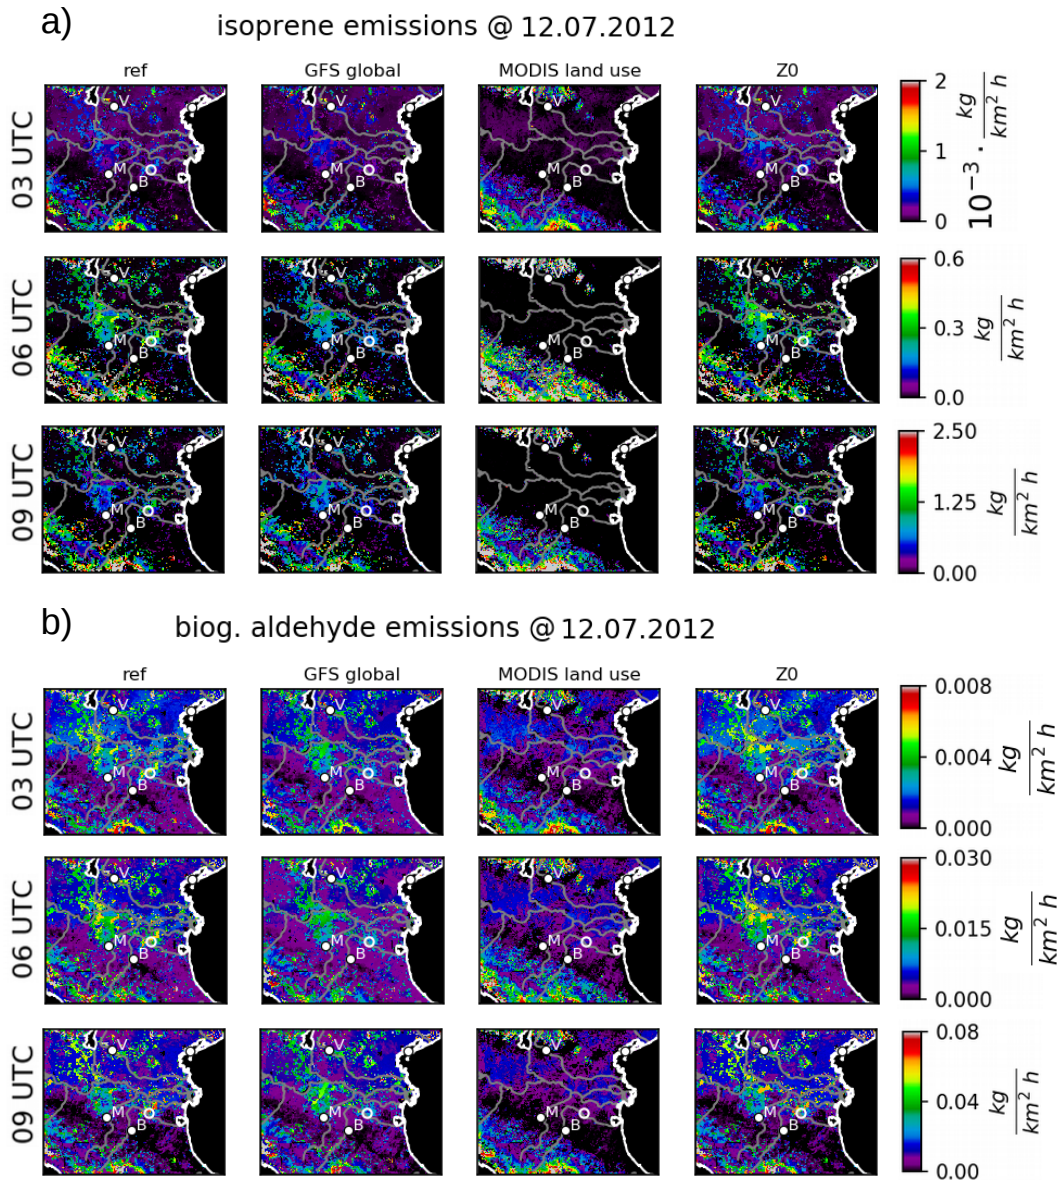 a)
isoprene emissions @ 12.07.2012
ref GFS global MODIS land use Z0
03 UTC
V V V V
M M M M
B B B B
2
1
0
10⁻³ · kg / km² h
06 UTC
V V V V
M M M M
B B B B
0.6
0.3
0.0
kg / km² h
09 UTC
V V V V
M M M M
B B B B
2.50
1.25
0.00
kg / km² h
b)
biog. aldehyde emissions @ 12.07.2012
ref GFS global MODIS land use Z0
03 UTC
V V V V
M M M M
B B B B
0.008
0.004
0.000
kg / km² h
06 UTC
V V V V
M M M M
B B B B
0.030
0.015
0.000
kg / km² h
09 UTC
V V V V
M M M M
B B B B
0.08
0.04
0.00
kg / km² h